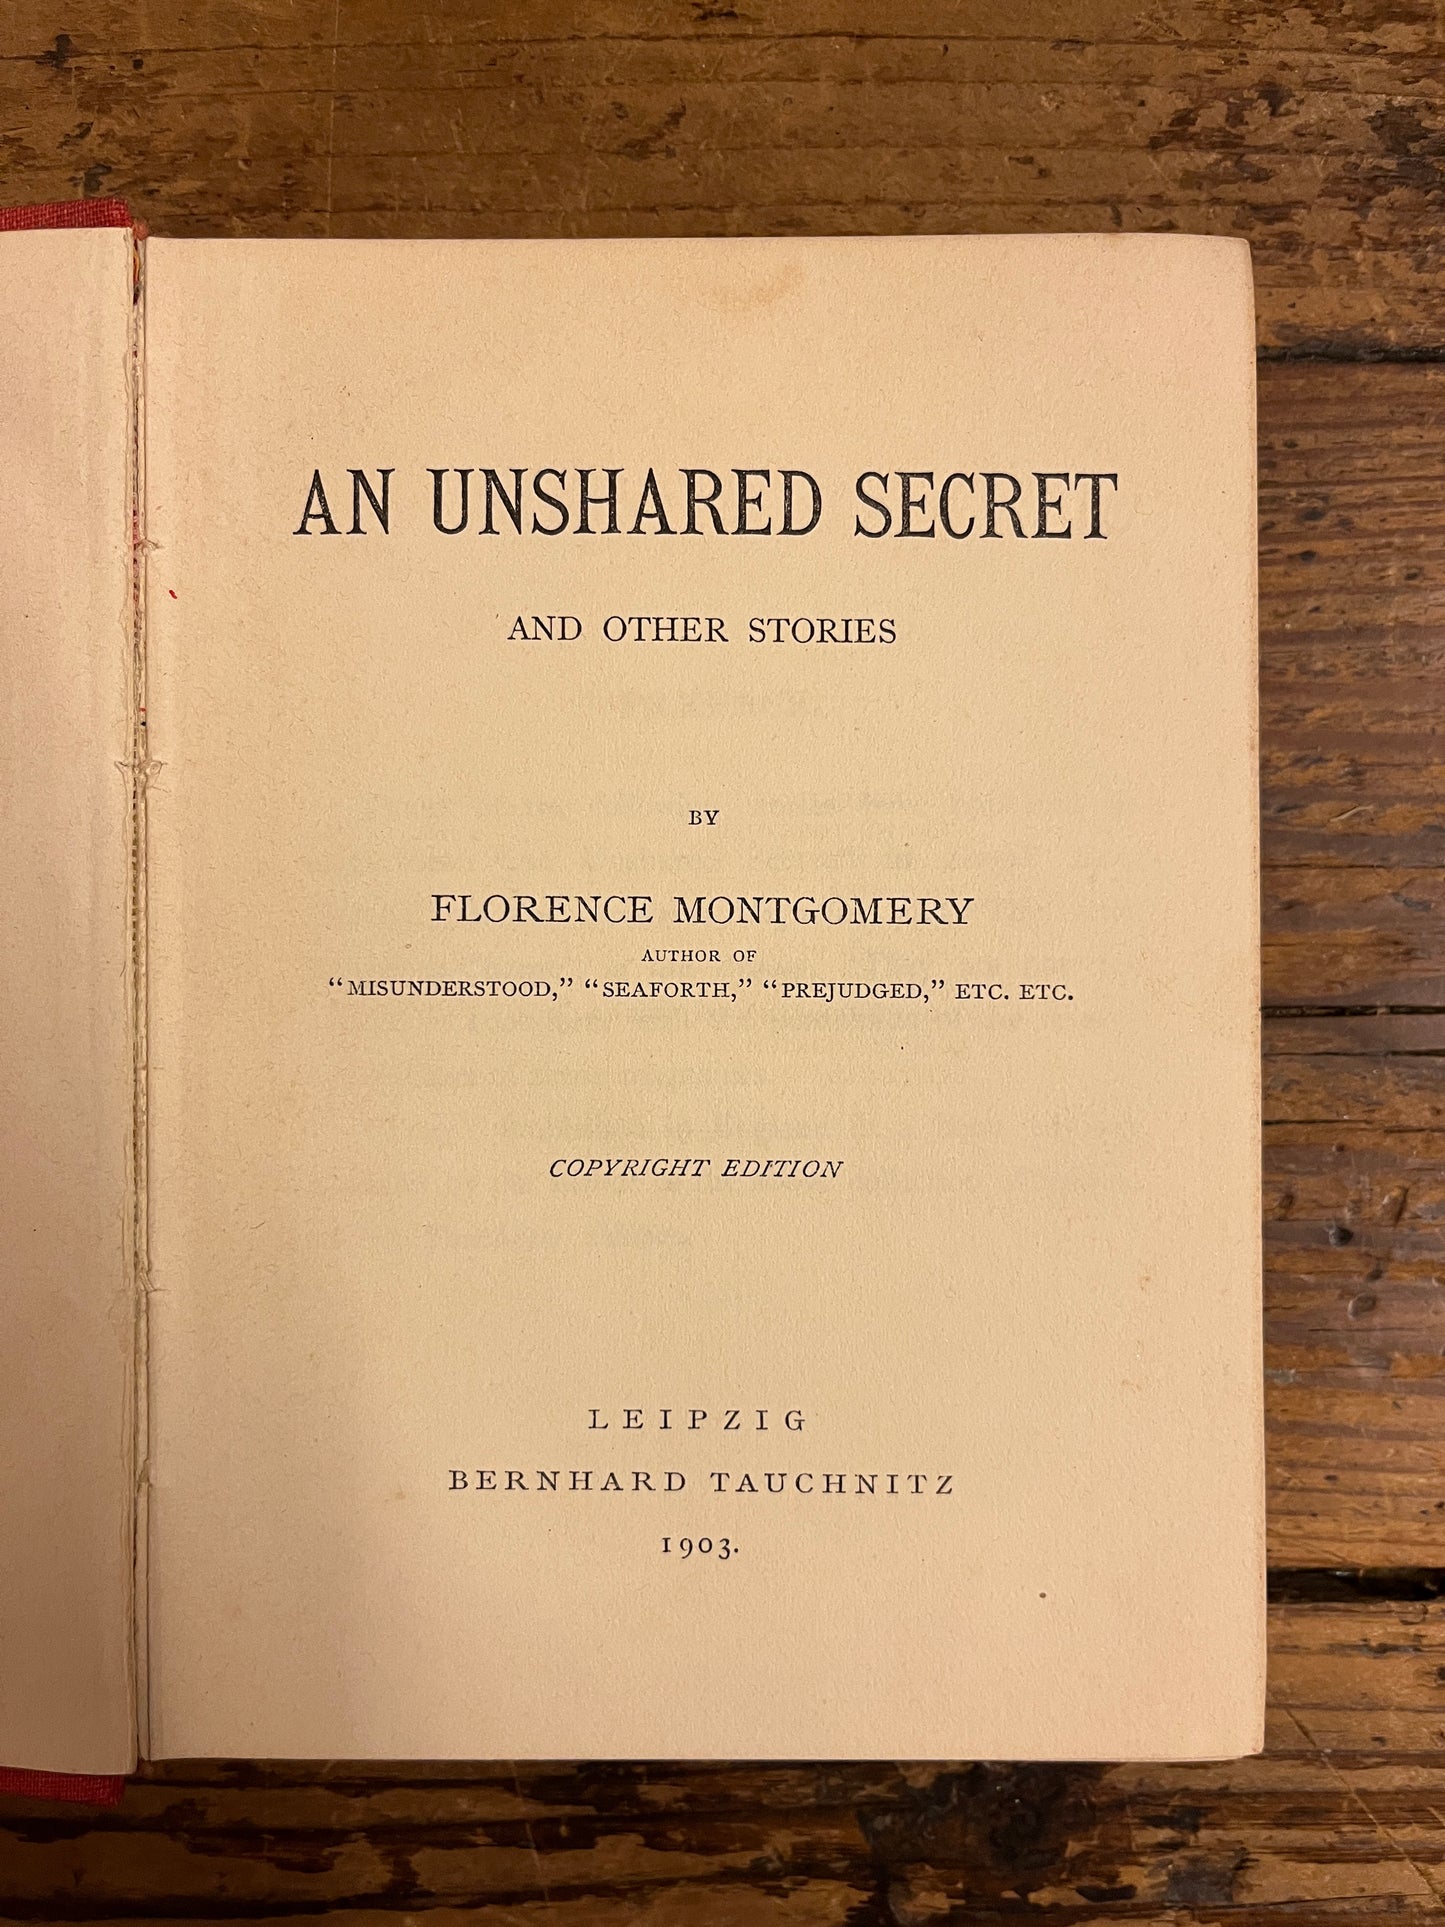 AN UNSHARED SECRET
AND OTHER STORIES
BY
FLORENCE MONTGOMERY
AUTHOR OF
“MISUNDERSTOOD,” “SEAFORTH,” “PREJUDGED,” ETC. ETC.
COPYRIGHT EDITION
LEIPZIG
BERNHARD TAUCHNITZ
1903.